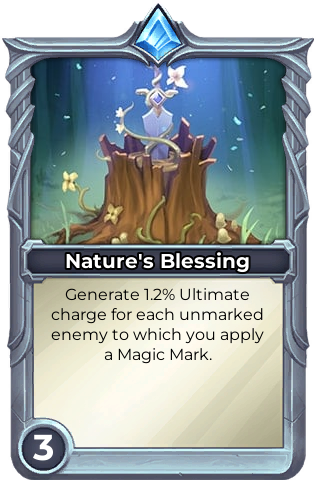 Nature's Blessing
Generate 1.2% Ultimate
charge for each unmarked
enemy to which you apply
a Magic Mark.
3